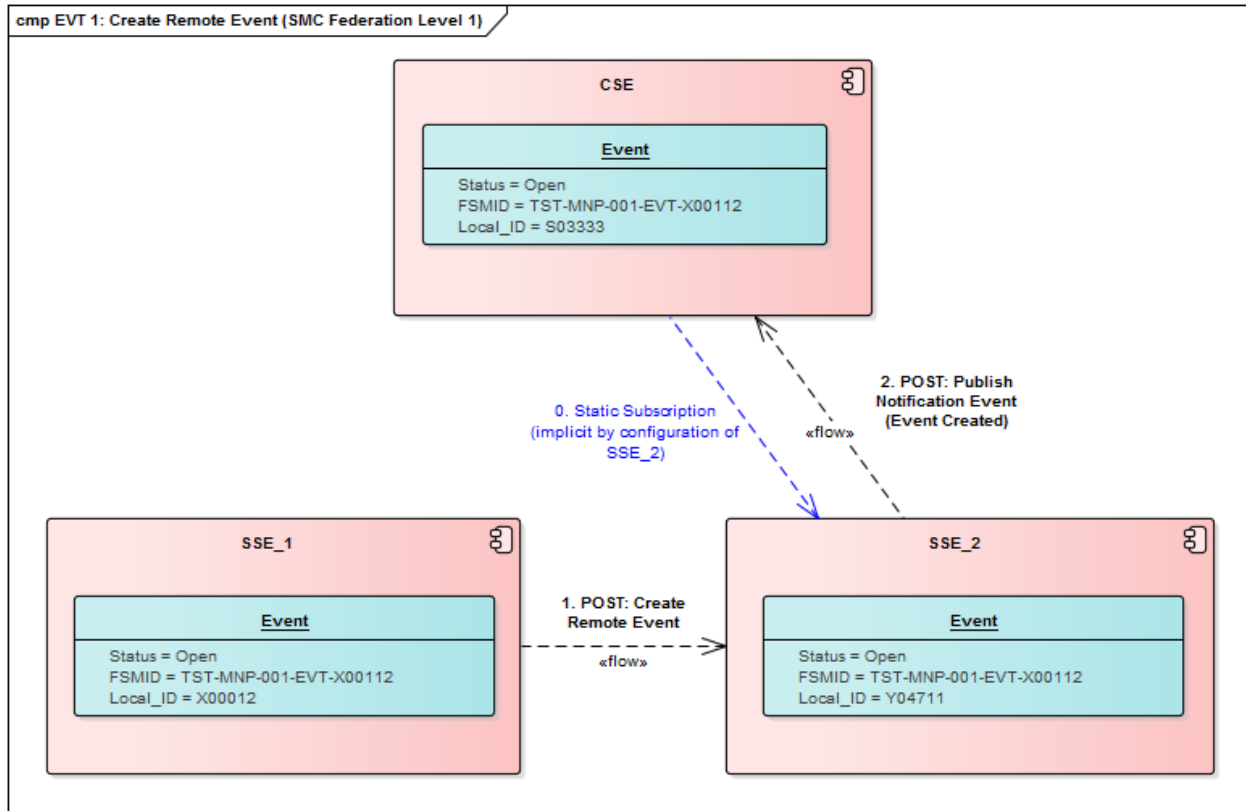 cmp EVT 1: Create Remote Event (SMC Federation Level 1)
CSE
Event
Status = Open
FSMID = TST-MNP-001-EVT-X00112
Local_ID = S03333
2. POST: Publish
Notification Event
(Event Created)
«flow»
0. Static Subscription
(implicit by configuration of
SSE_2)
SSE_1
Event
Status = Open
FSMID = TST-MNP-001-EVT-X00112
Local_ID = X00012
1. POST: Create
Remote Event
«flow»
SSE_2
Event
Status = Open
FSMID = TST-MNP-001-EVT-X00112
Local_ID = Y04711